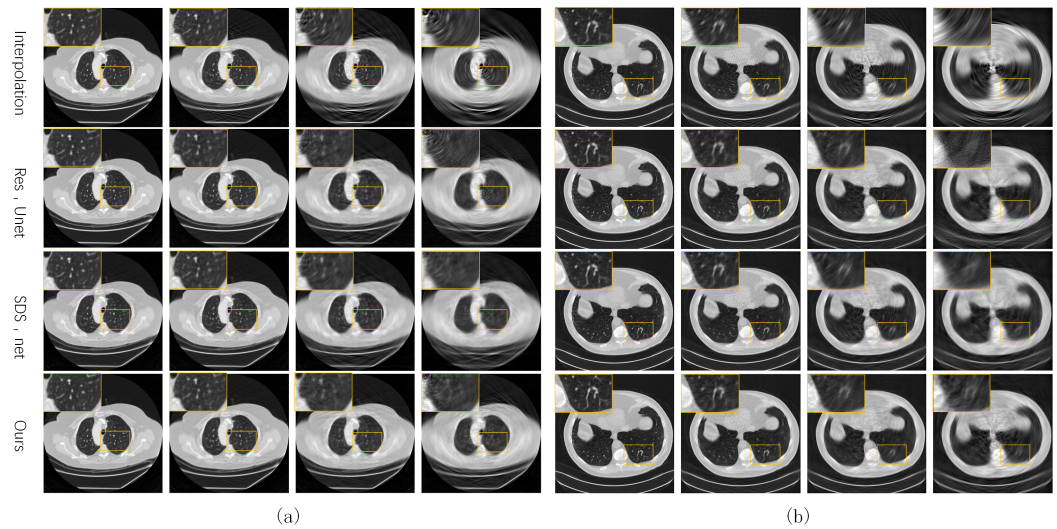 Interpolation
Res , Unet
SDS , net
Ours
(a)
(b)